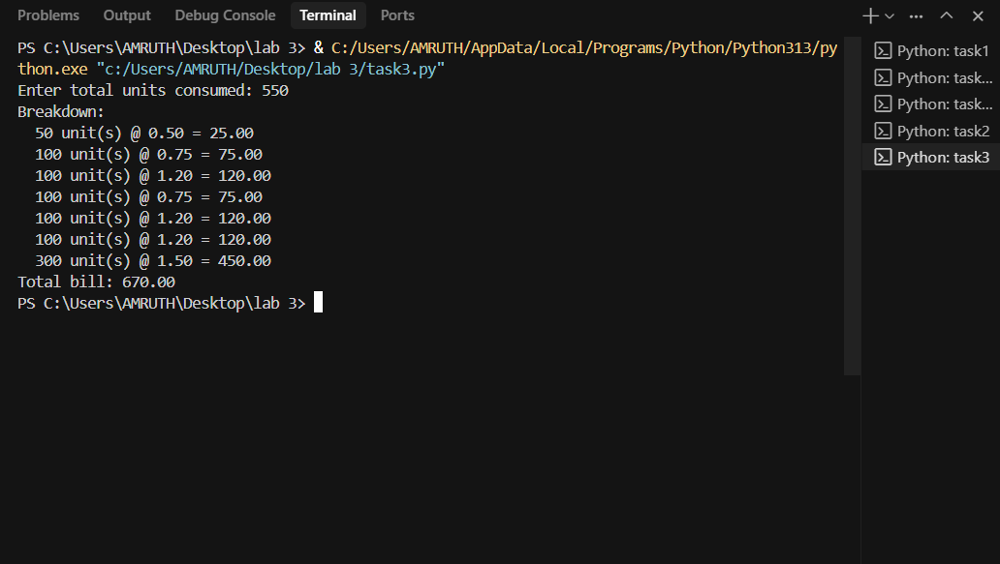 Problems Output Debug Console Terminal Ports
PS C:\Users\AMRUTH\Desktop\lab 3> & C:/Users/AMRUTH/AppData/Local/Programs/Python/Python313/py
thon.exe "c:/Users/AMRUTH/Desktop/lab 3/task3.py"
Enter total units consumed: 550
Breakdown:
  50 unit(s) @ 0.50 = 25.00
  100 unit(s) @ 0.75 = 75.00
  100 unit(s) @ 1.20 = 120.00
  100 unit(s) @ 0.75 = 75.00
  100 unit(s) @ 1.20 = 120.00
  100 unit(s) @ 1.20 = 120.00
  300 unit(s) @ 1.50 = 450.00
Total bill: 670.00
PS C:\Users\AMRUTH\Desktop\lab 3>
Python: task1
Python: task...
Python: task...
Python: task2
Python: task3